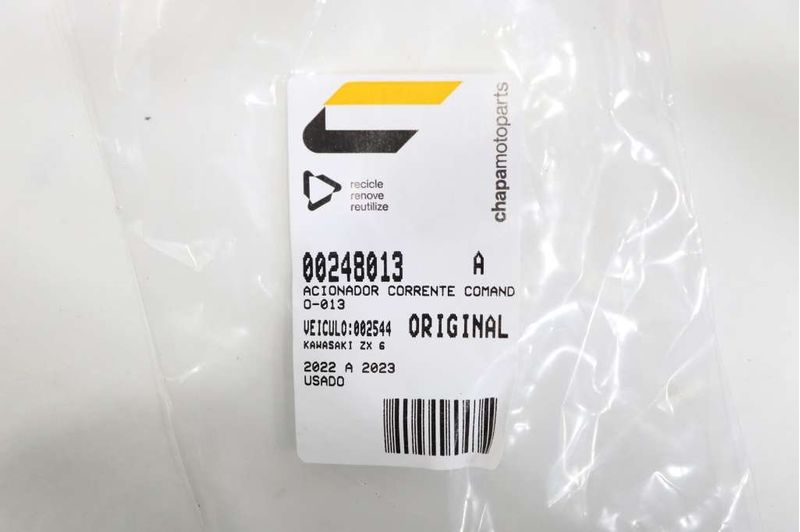 recicle
renove
reutilize
chapamotoparts
00248013 A
ACIONADOR CORRENTE COMAND
O-013
VEICULO:002544 ORIGINAL
KAWASAKI ZX 6
2022 A 2023
USADO